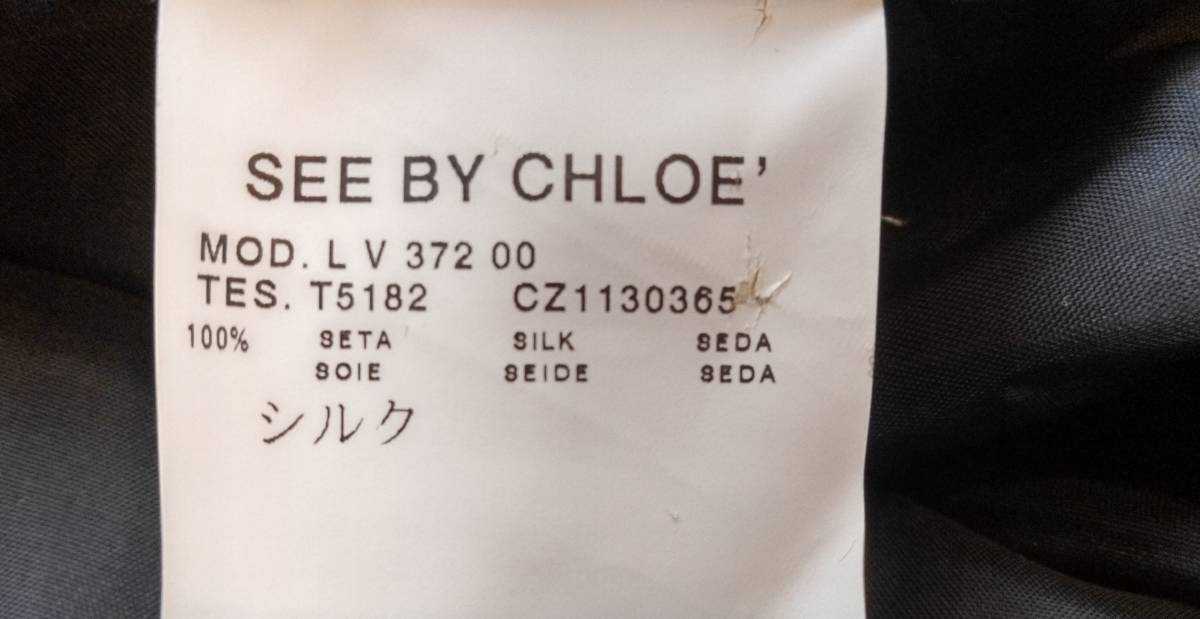 SEE BY CHLOE'
MOD. L V 372 00
TES. T5182 CZ1130365
100% SETA SILK SEDA
SOIE SEIDE SEDA
シルク